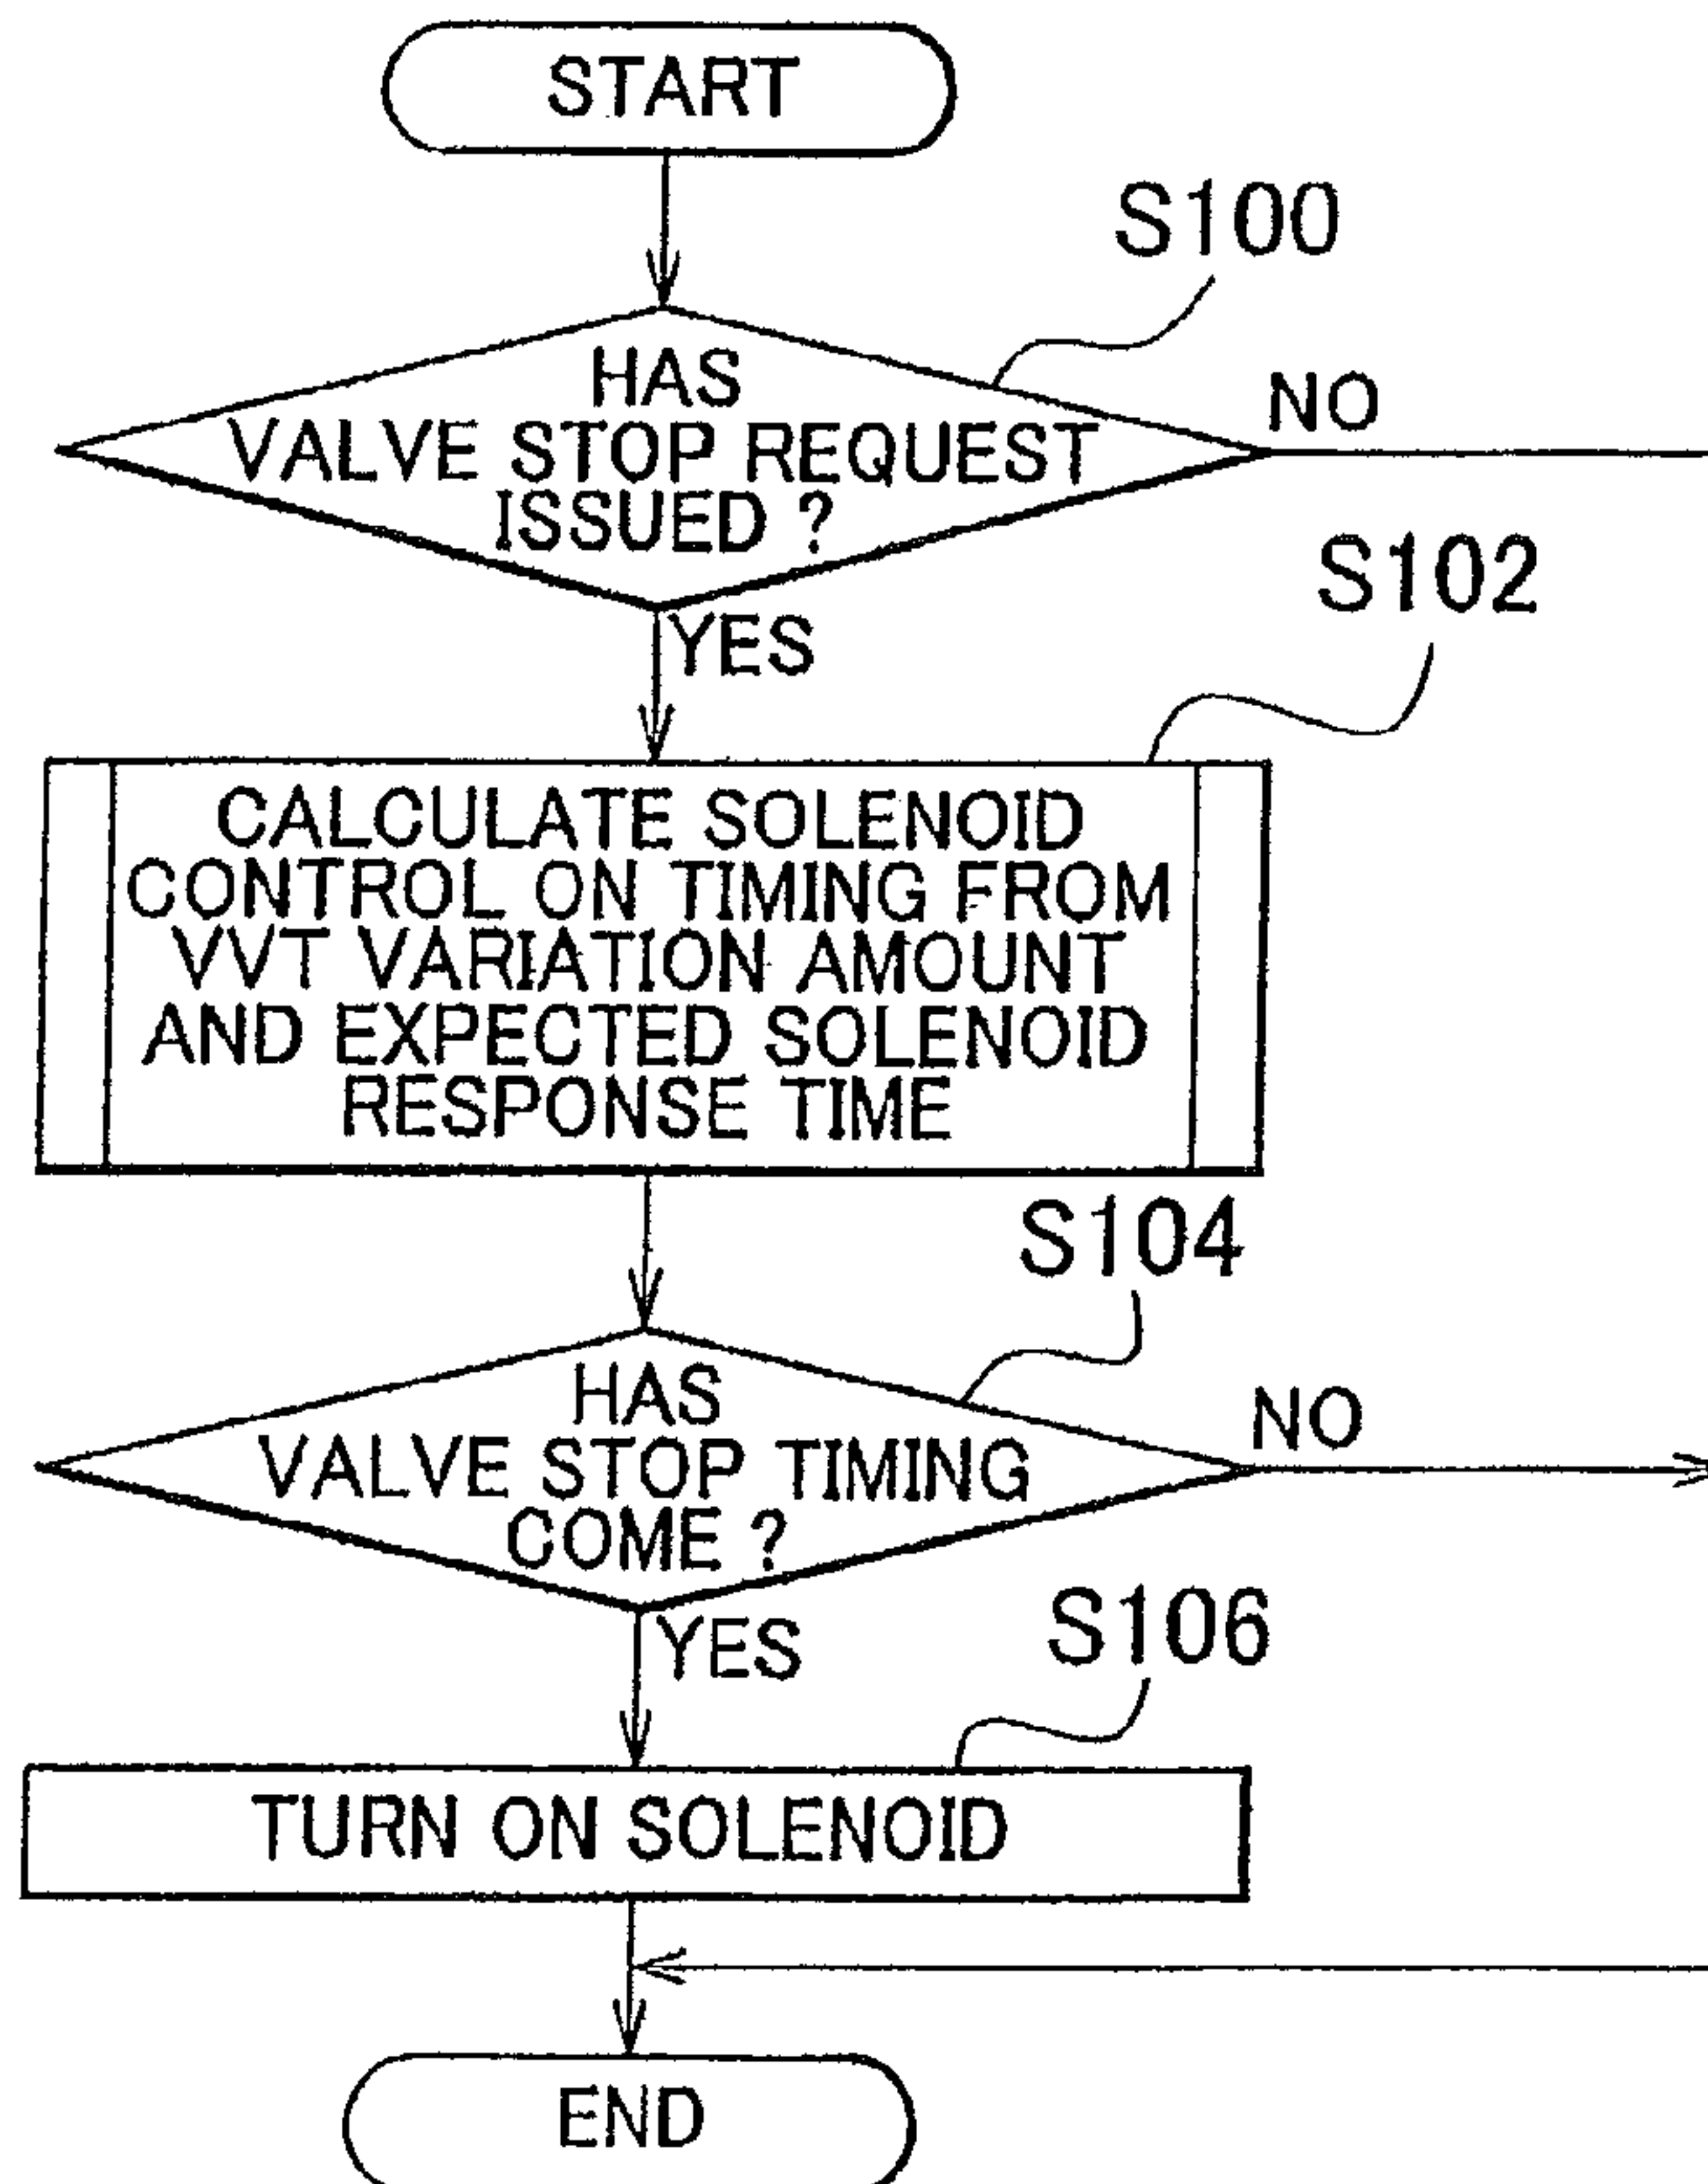 START
S100
HAS
VALVE STOP REQUEST
ISSUED ?
NO
YES
S102
CALCULATE SOLENOID
CONTROL ON TIMING FROM
VVT VARIATION AMOUNT
AND EXPECTED SOLENOID
RESPONSE TIME
S104
HAS
VALVE STOP TIMING
COME ?
NO
YES
S106
TURN ON SOLENOID
END